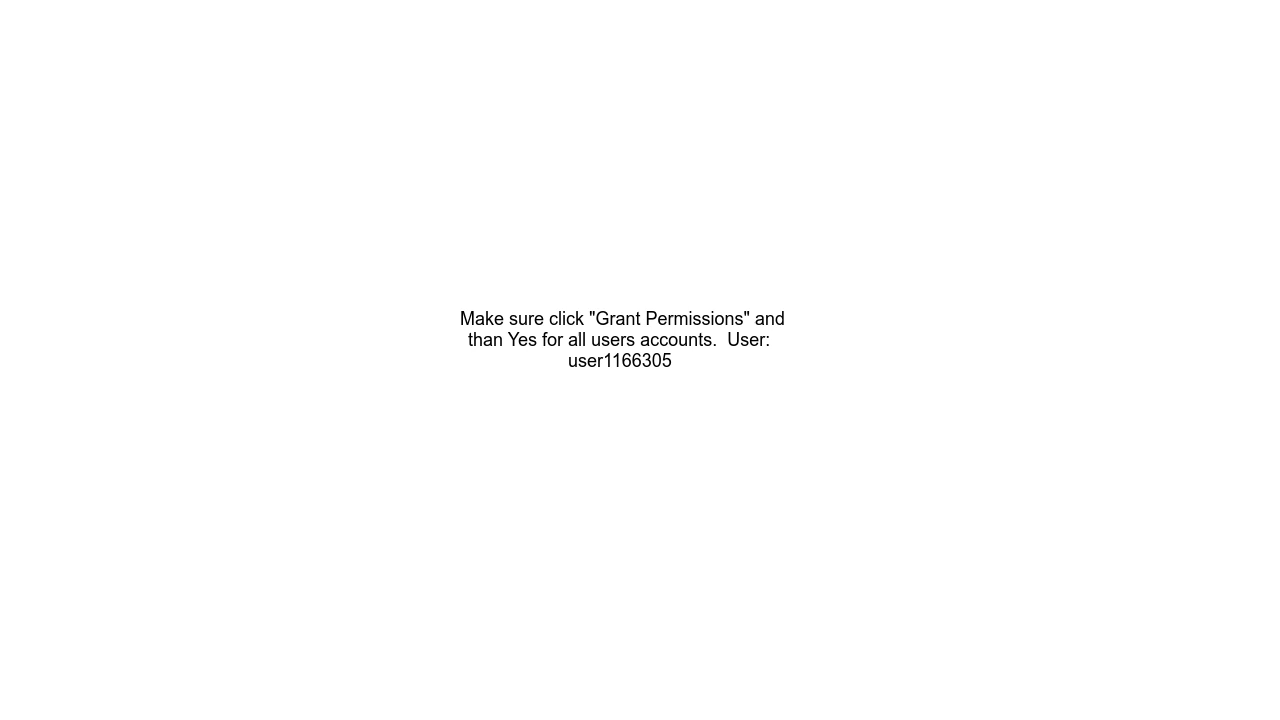 Make sure click "Grant Permissions" and
than Yes for all users accounts.  User:
user1166305